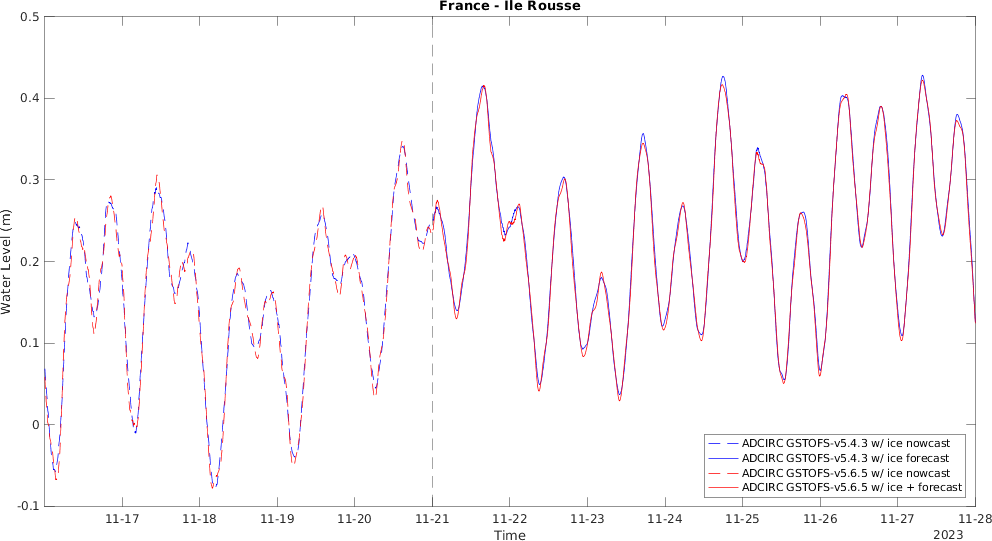 France - Ile Rousse
0.5
0.4
0.3
0.2
0.1
0
-0.1
Water Level (m)
11-17 11-18 11-19 11-20 11-21 11-22 11-23 11-24 11-25 11-26 11-27 11-28
Time
2023
ADCIRC GSTOFS-v5.4.3 w/ ice nowcast
ADCIRC GSTOFS-v5.4.3 w/ ice forecast
ADCIRC GSTOFS-v5.6.5 w/ ice nowcast
ADCIRC GSTOFS-v5.6.5 w/ ice + forecast